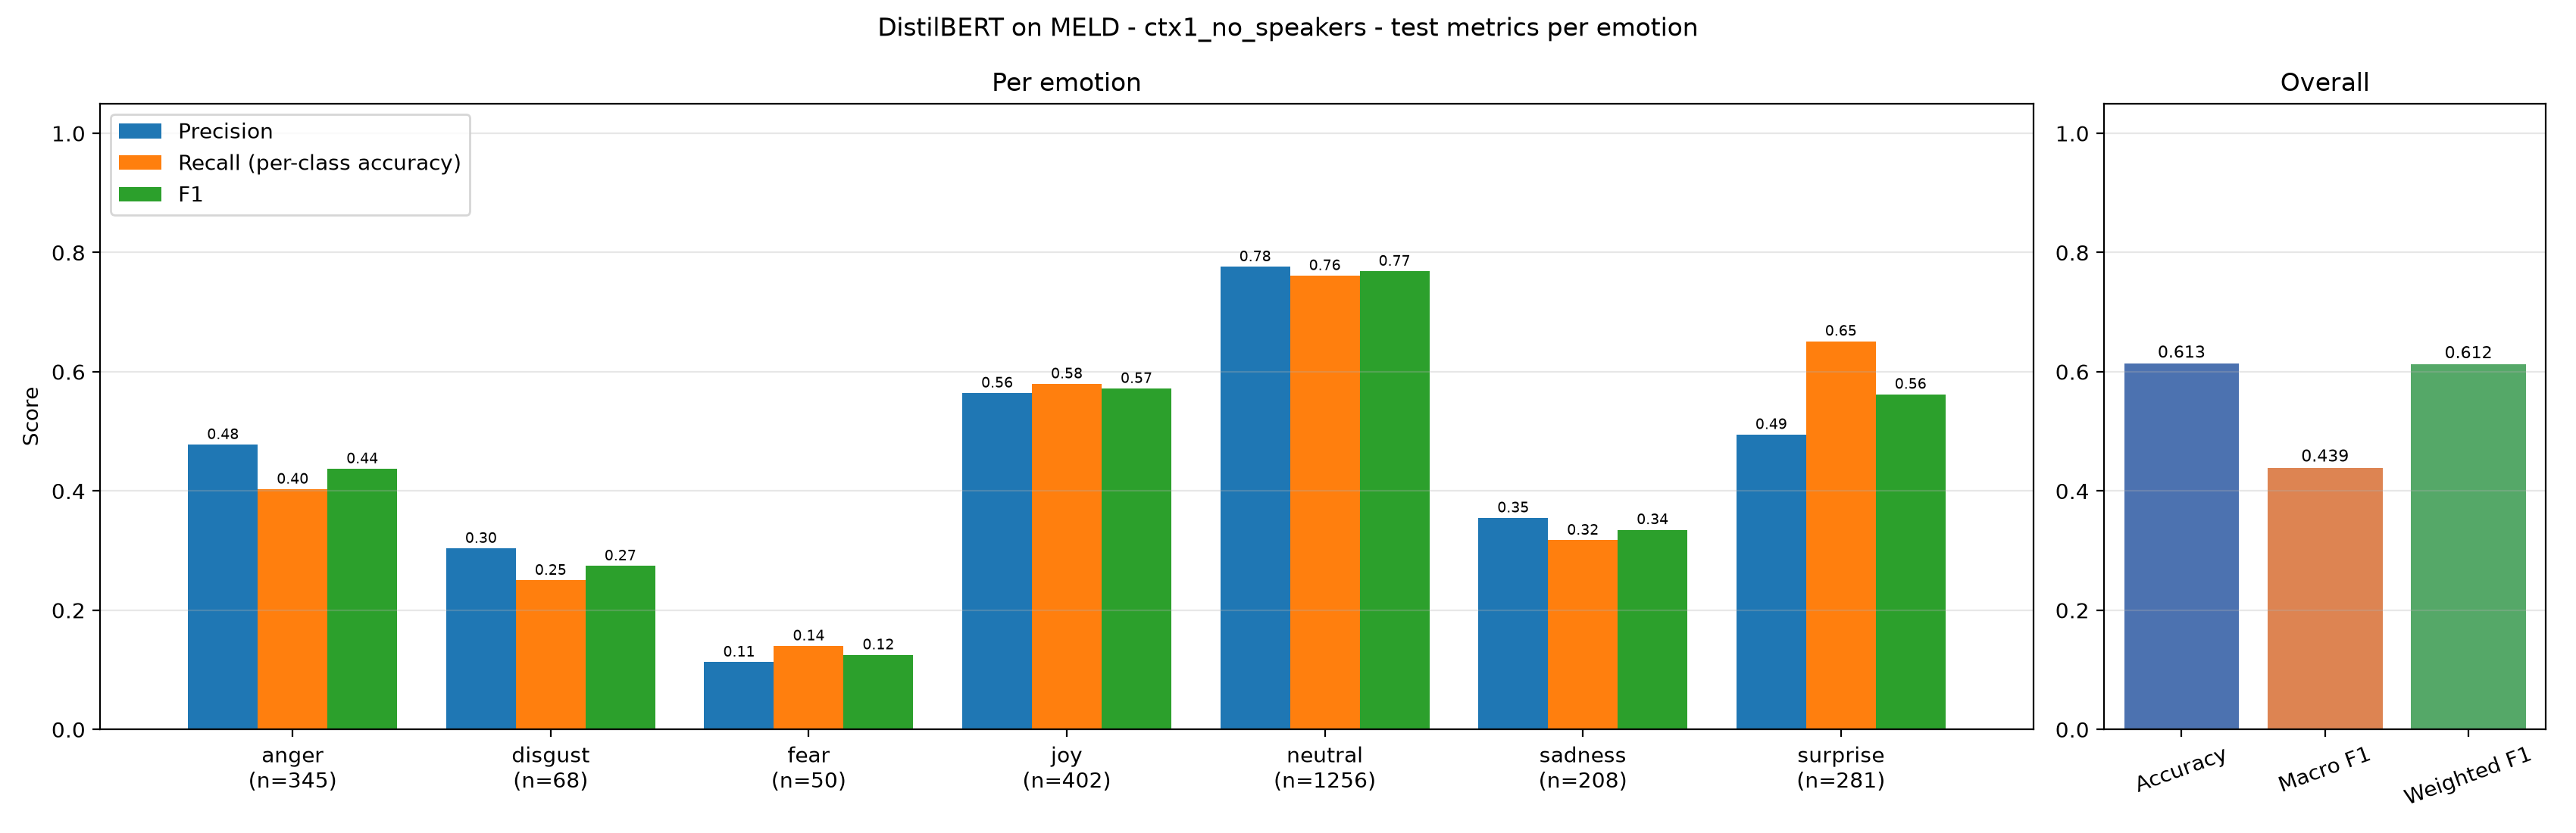 DistilBERT on MELD - ctx1_no_speakers - test metrics per emotion
Per emotion
Precision
Recall (per-class accuracy)
F1
Score
1.0
0.8
0.6
0.4
0.2
0.0
0.48
0.40
0.44
0.30
0.25
0.27
0.11
0.14
0.12
0.56
0.58
0.57
0.78
0.76
0.77
0.35
0.32
0.34
0.49
0.65
0.56
anger
(n=345)
disgust
(n=68)
fear
(n=50)
joy
(n=402)
neutral
(n=1256)
sadness
(n=208)
surprise
(n=281)
Overall
1.0
0.8
0.6
0.4
0.2
0.0
0.613
0.439
0.612
Accuracy
Macro F1
Weighted F1